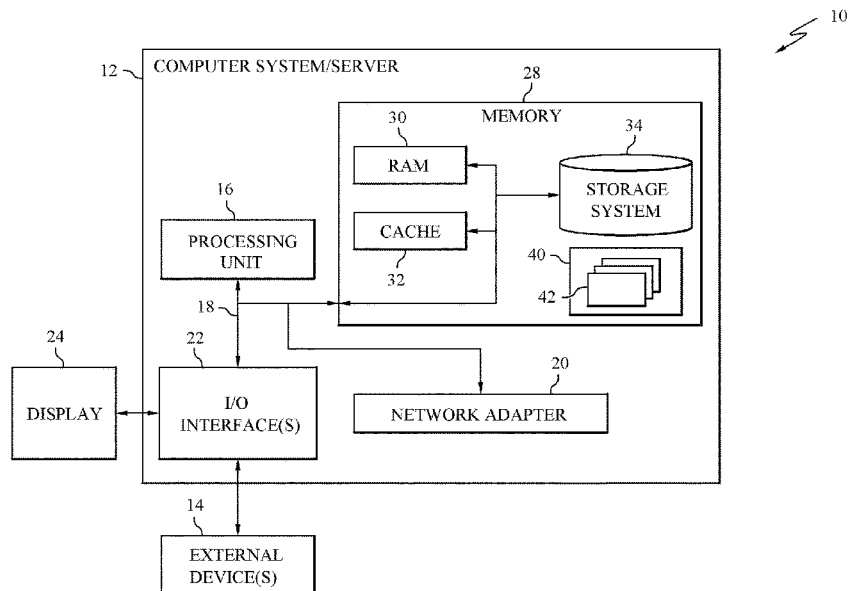 10
12
COMPUTER SYSTEM/SERVER
28
MEMORY
30
RAM
34
STORAGE
SYSTEM
16
PROCESSING
UNIT
CACHE
32
40
42
18
24
DISPLAY
22
I/O
INTERFACE(S)
20
NETWORK ADAPTER
14
EXTERNAL
DEVICE(S)